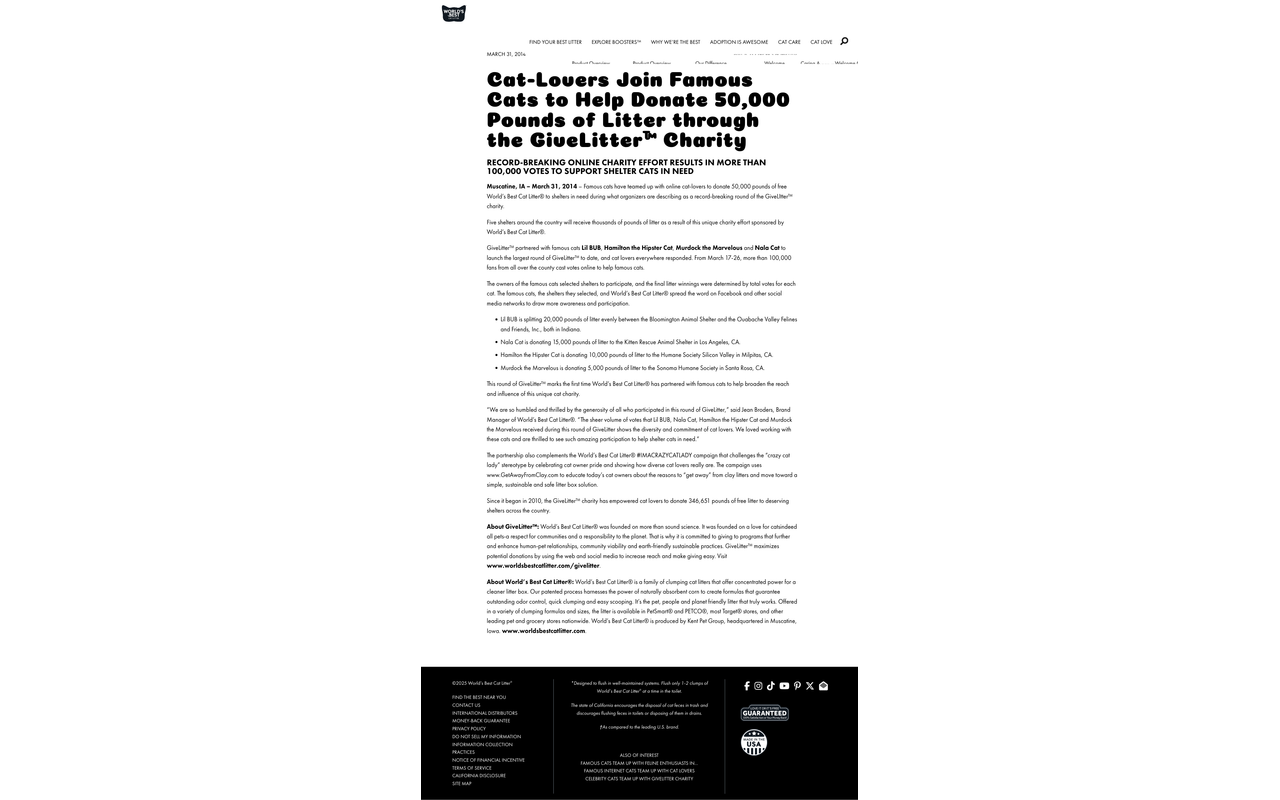 WORLD'S
BEST
FIND YOUR BEST LITTER EXPLORE BOOSTERS™ WHY WE'RE THE BEST ADOPTION IS AWESOME CAT CARE CAT LOVE
MARCH 31, 2014
Product Overview Product Overview Our Difference Welcome Caring A Welcome
Cat-Lovers Join Famous
Cats to Help Donate 50,000
Pounds of Litter through
the GiveLitter™ Charity
RECORD-BREAKING ONLINE CHARITY EFFORT RESULTS IN MORE THAN
100,000 VOTES TO SUPPORT SHELTER CATS IN NEED
Muscatine, IA – March 31, 2014 – Famous cats have teamed up with online cat-lovers to donate 50,000 pounds of free
World's Best Cat Litter® to shelters in need during what organizers are describing as a record-breaking round of the GiveLitter™
charity.
Five shelters around the country will receive thousands of pounds of litter as a result of this unique charity effort sponsored by
World's Best Cat Litter®.
GiveLitter™ partnered with famous cats Lil BUB, Hamilton the Hipster Cat, Murdock the Marvelous and Nala Cat to
launch the largest round of GiveLitter™ to date, and cat lovers everywhere responded. From March 17-26, more than 100,000
fans from all over the county cast votes online to help famous cats.
The owners of the famous cats selected shelters to participate, and the final litter winnings were determined by total votes for each
cat. The famous cats, the shelters they selected, and World's Best Cat Litter® spread the word on Facebook and other social
media networks to draw more awareness and participation.
• Lil BUB is splitting 20,000 pounds of litter evenly between the Bloomington Animal Shelter and the Ouabache Valley Felines
and Friends, Inc., both in Indiana.
• Nala Cat is donating 15,000 pounds of litter to the Kitten Rescue Animal Shelter in Los Angeles, CA.
• Hamilton the Hipster Cat is donating 10,000 pounds of litter to the Humane Society Silicon Valley in Milpitas, CA.
• Murdock the Marvelous is donating 5,000 pounds of litter to the Sonoma Humane Society in Santa Rosa, CA.
This round of GiveLitter™ marks the first time World's Best Cat Litter® has partnered with famous cats to help broaden the reach
and influence of this unique cat charity.
"We are so humbled and thrilled by the generosity of all who participated in this round of GiveLitter," said Jean Broders, Brand
Manager of World's Best Cat Litter®. "The sheer volume of votes that Lil BUB, Nala Cat, Hamilton the Hipster Cat and Murdock
the Marvelous received during this round of GiveLitter shows the diversity and commitment of cat lovers. We loved working with
these cats and are thrilled to see such amazing participation to help shelter cats in need."
The partnership also complements the World's Best Cat Litter® #IMACRAZYCATLADY campaign that challenges the "crazy cat
lady" stereotype by celebrating cat owner pride and showing how diverse cat lovers really are. The campaign uses
www.GetAwayFromClay.com to educate today's cat owners about the reasons to "get away" from clay litters and move toward a
simple, sustainable and safe litter box solution.
Since it began in 2010, the GiveLitter™ charity has empowered cat lovers to donate 346,651 pounds of free litter to deserving
shelters across the country.
About GiveLitter™: World's Best Cat Litter® was founded on more than sound science. It was founded on a love for catsindeed
all pets-a respect for communities and a responsibility to the planet. That is why it is committed to giving to programs that further
and enhance human-pet relationships, community viability and earth-friendly sustainable practices. GiveLitter™ maximizes
potential donations by using the web and social media to increase reach and make giving easy. Visit
www.worldsbestcatlitter.com/givelitter.
About World's Best Cat Litter®: World's Best Cat Litter® is a family of clumping cat litters that offer concentrated power for a
cleaner litter box. Our patented process harnesses the power of naturally absorbent corn to create formulas that guarantee
outstanding odor control, quick clumping and easy scooping. It's the pet, people and planet friendly litter that truly works. Offered
in a variety of clumping formulas and sizes, the litter is available in PetSmart® and PETCO®, most Target® stores, and other
leading pet and grocery stores nationwide. World's Best Cat Litter® is produced by Kent Pet Group, headquartered in Muscatine,
Iowa. www.worldsbestcatlitter.com.
©2025 World's Best Cat Litter®
FIND THE BEST NEAR YOU
CONTACT US
INTERNATIONAL DISTRIBUTORS
MONEY-BACK GUARANTEE
PRIVACY POLICY
DO NOT SELL MY INFORMATION
INFORMATION COLLECTION
PRACTICES
NOTICE OF FINANCIAL INCENTIVE
TERMS OF SERVICE
CALIFORNIA DISCLOSURE
SITE MAP
*Designed to flush in well-maintained systems. Flush only 1-2 clumps of
World's Best Cat Litter® at a time in the toilet.
The state of California encourages the disposal of cat feces in trash and
discourages flushing feces in toilets or disposing of them in drains.
†As compared to the leading U.S. brand.
ALSO OF INTEREST
FAMOUS CATS TEAM UP WITH FELINE ENTHUSIASTS IN...
FAMOUS INTERNET CATS TEAM UP WITH CAT LOVERS
CELEBRITY CATS TEAM UP WITH GIVELITTER CHARITY
GUARANTEED
MADE IN THE
USA